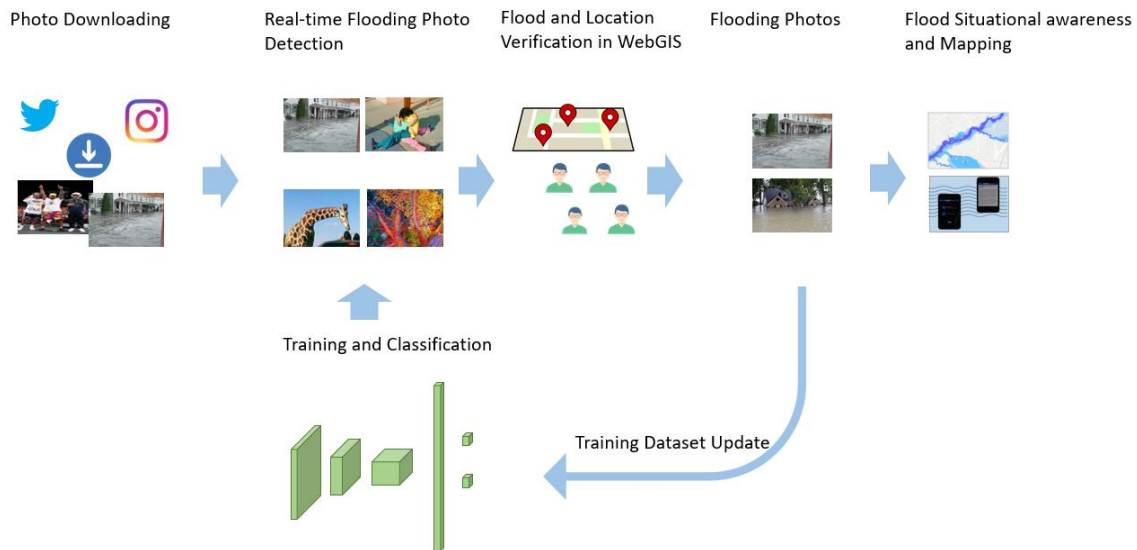 Photo Downloading
Real-time Flooding Photo
Detection
Flood and Location
Verification in WebGIS
Flooding Photos
Flood Situational awareness
and Mapping
Training and Classification
Training Dataset Update